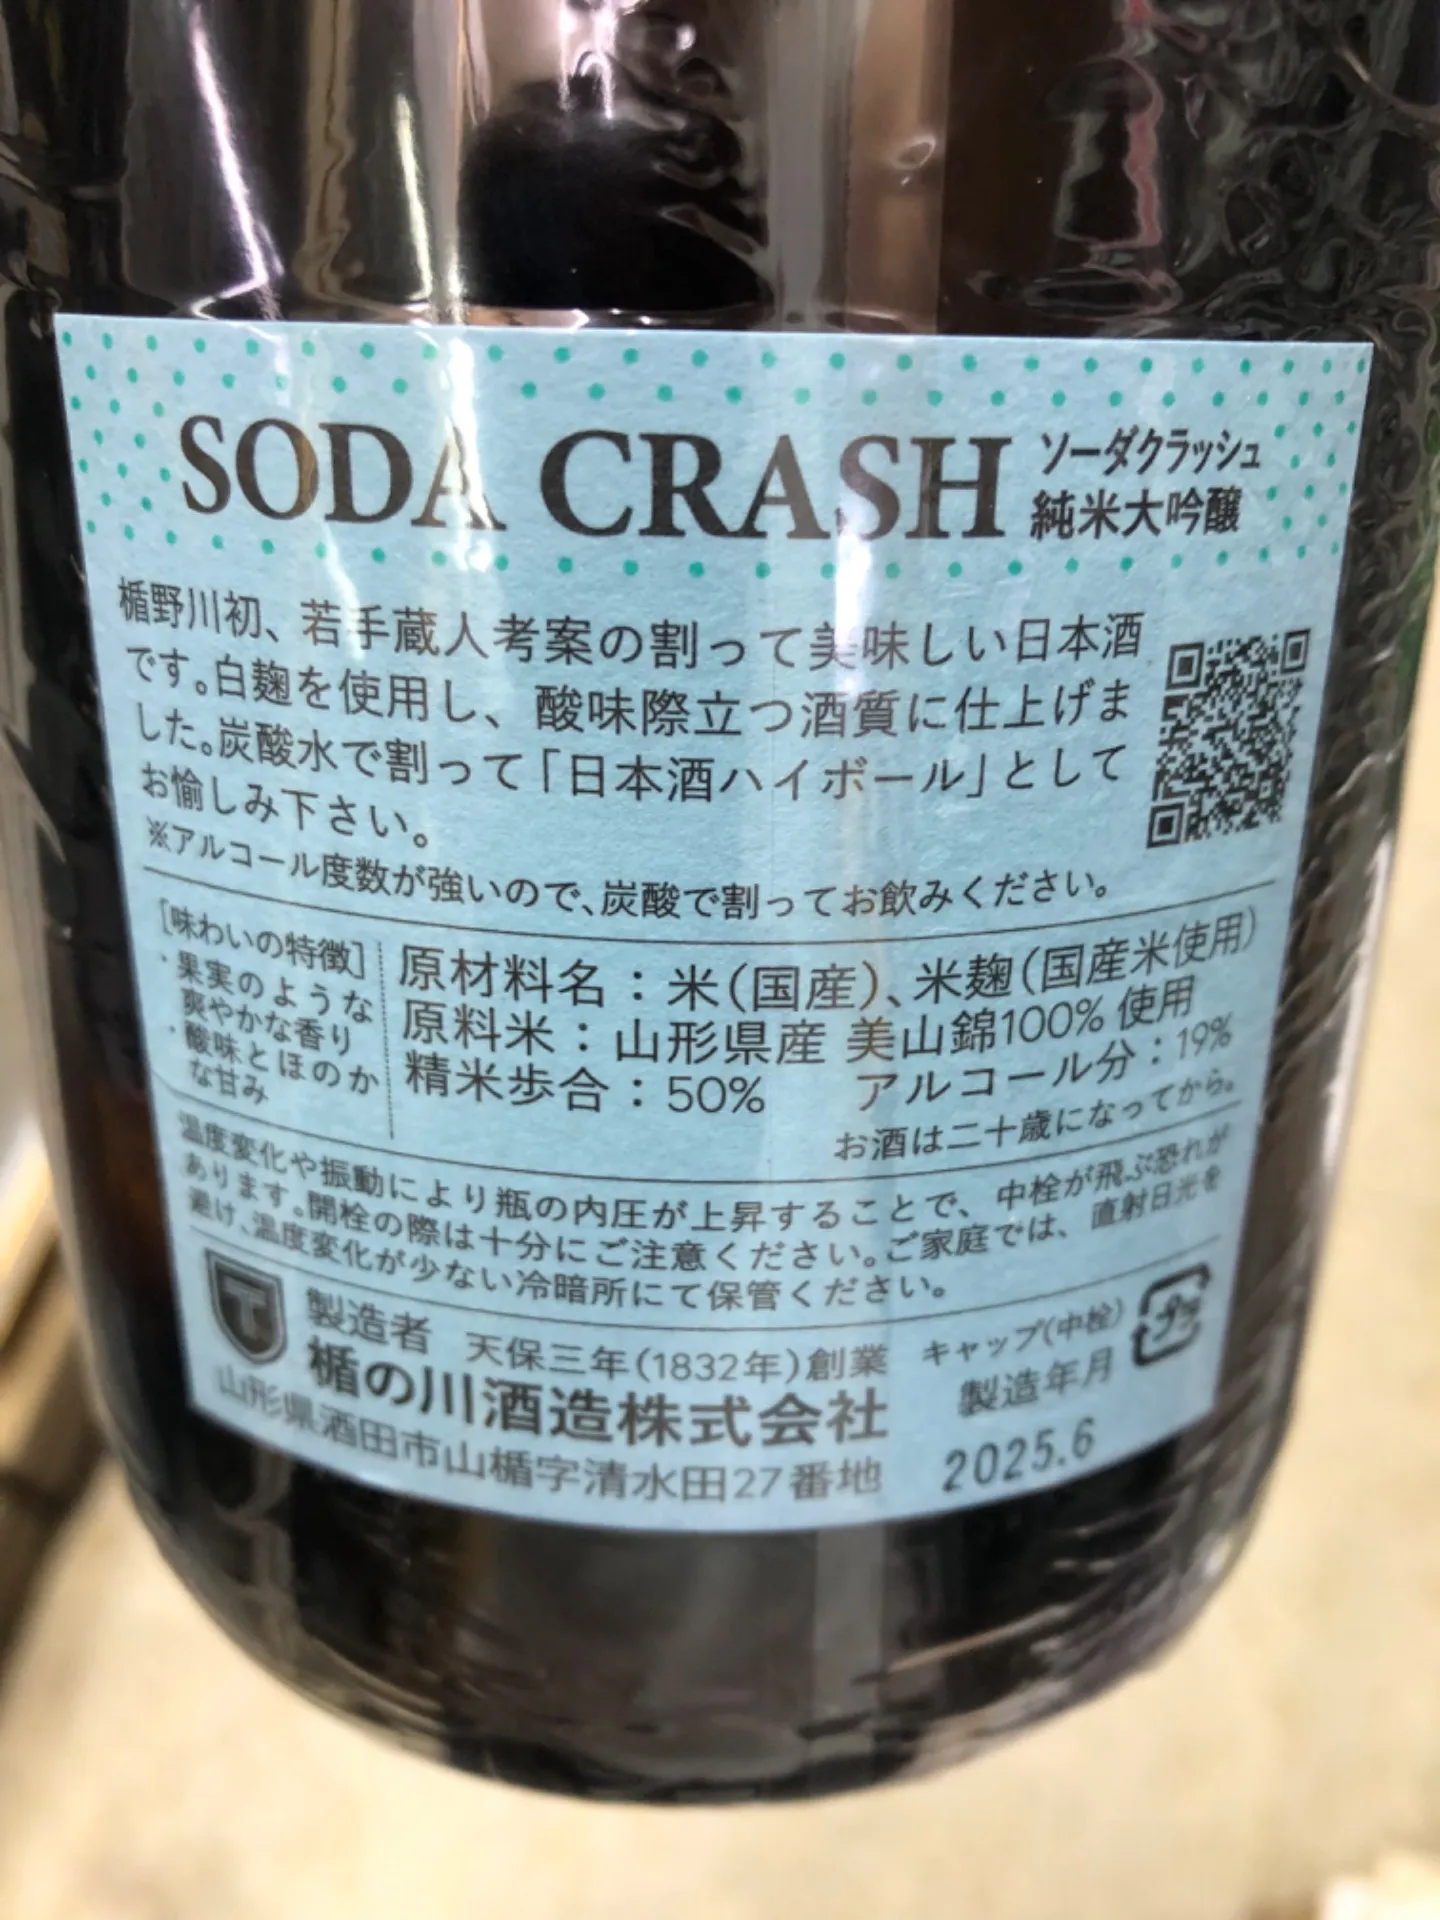 SODA CRASH ソーダクラッシュ
純米大吟醸
楯野川初、若手蔵人考案の割って美味しい日本酒
です。白麹を使用し、酸味際立つ酒質に仕上げま
した。炭酸水で割って「日本酒ハイボール」として
お愉しみ下さい。
※アルコール度数が強いので、炭酸で割ってお飲みください。
[味わいの特徴]
・果実のような
爽やかな香り
・酸味とほのか
な甘み
原材料名：米(国産)、米麹(国産米使用)
原料米：山形県産 美山錦100% 使用
精米歩合：50% アルコール分：19%
お酒は二十歳になってから。
温度変化や振動により瓶の内圧が上昇することで、中栓が飛ぶ恐れが
あります。開栓の際は十分にご注意ください。ご家庭では、直射日光を
避け、温度変化が少ない冷暗所にて保管ください。
T
製造者 天保三年(1832年)創業
楯の川酒造株式会社
山形県酒田市山楯字清水田27番地
キャップ(中栓)
プラ
製造年月
2025.6